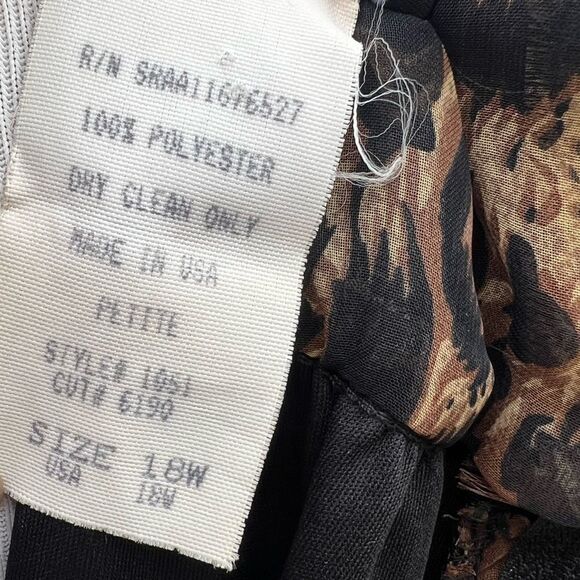 R/N SRAA11696527
100% POLYESTER
DRY CLEAN ONLY
MADE IN USA
PETITE
STYLE# 1051
CUT# 6190
SIZE 18W
USA 18W